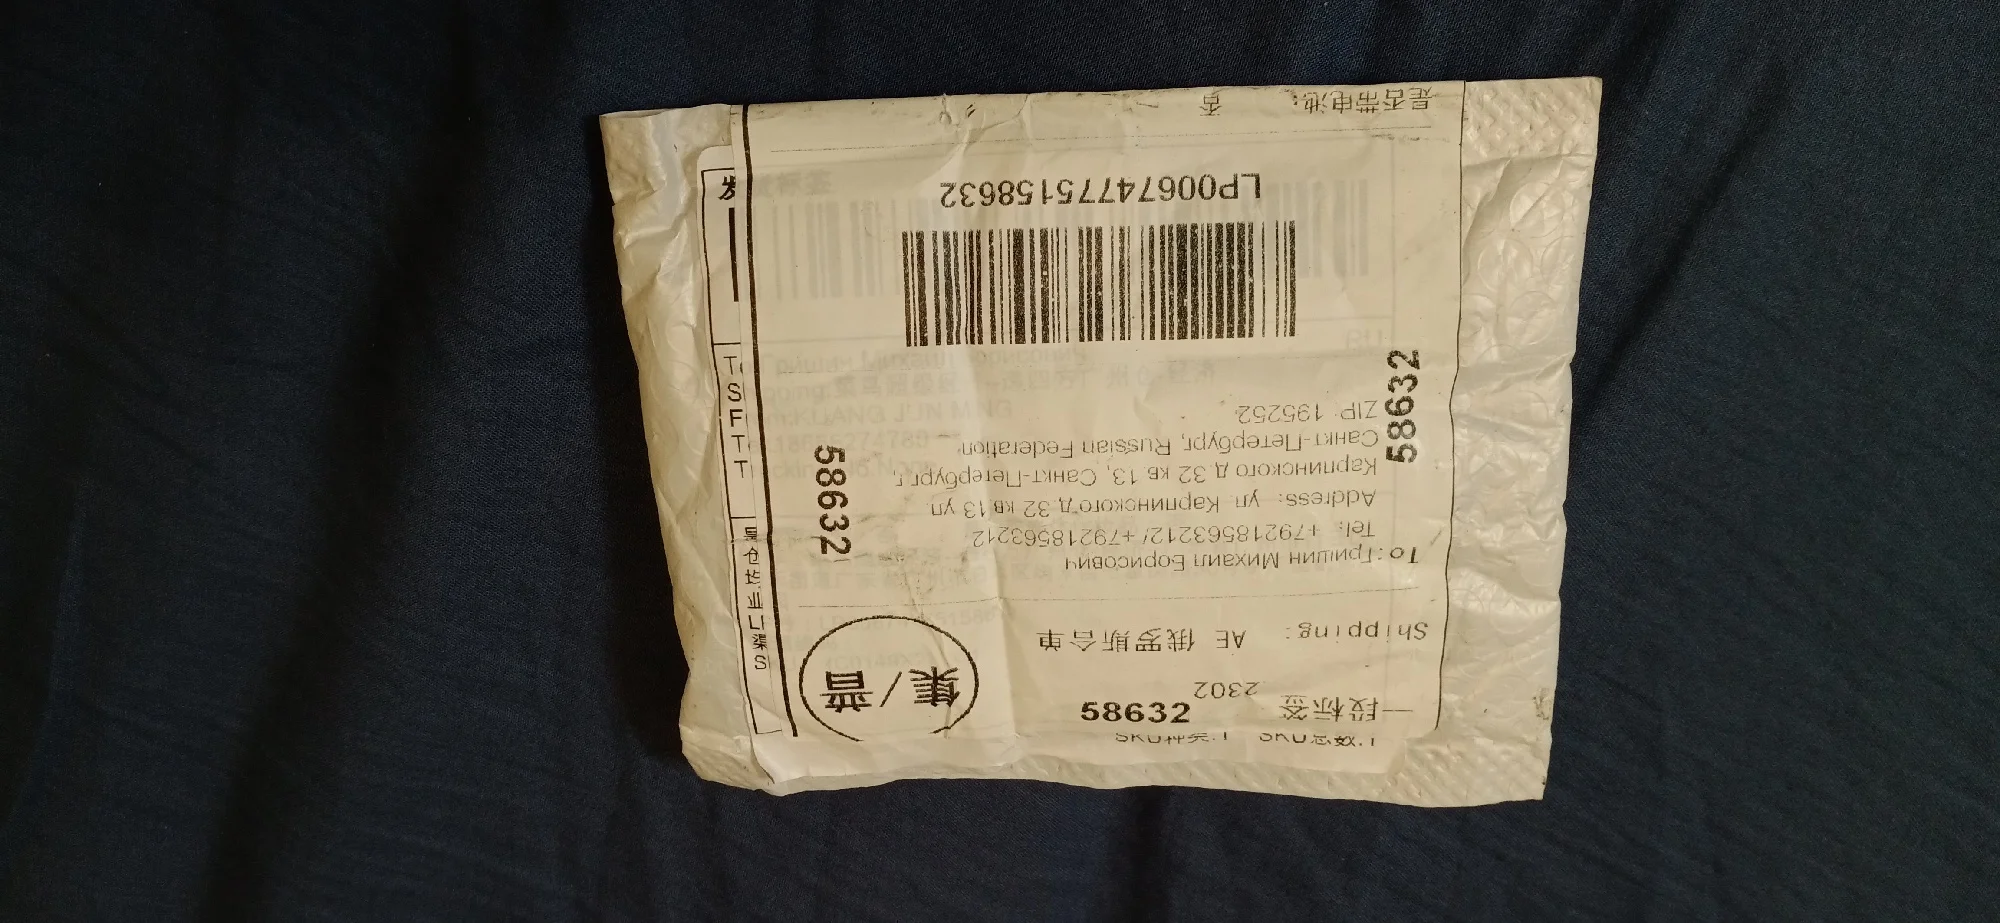 SKU种类:1 SKU总数:1
一段标签 2302
58632
集/普
Shipping: AE 俄罗斯合单
To:Гришин Михаил Борисович
Tel: +79218563212/+79218563212
Address: ул. Карпинского д.32 кв.13 ул.
Карпинского д.32 кв.13, Санкт-Петербург,
Санкт-Петербург, Russian Federation
ZIP: 195252
58632
58632
LP00674775158632
是否带电池: 否
发